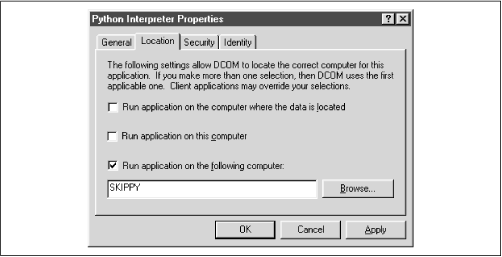 Python Interpreter Properties
General Location Security Identity
The following settings allow DCOM to locate the correct computer for this
application. If you make more than one selection, then DCOM uses the first
applicable one. Client applications may override your selections.
Run application on the computer where the data is located
Run application on this computer
Run application on the following computer:
SKIPPY
Browse...
OK Cancel Apply